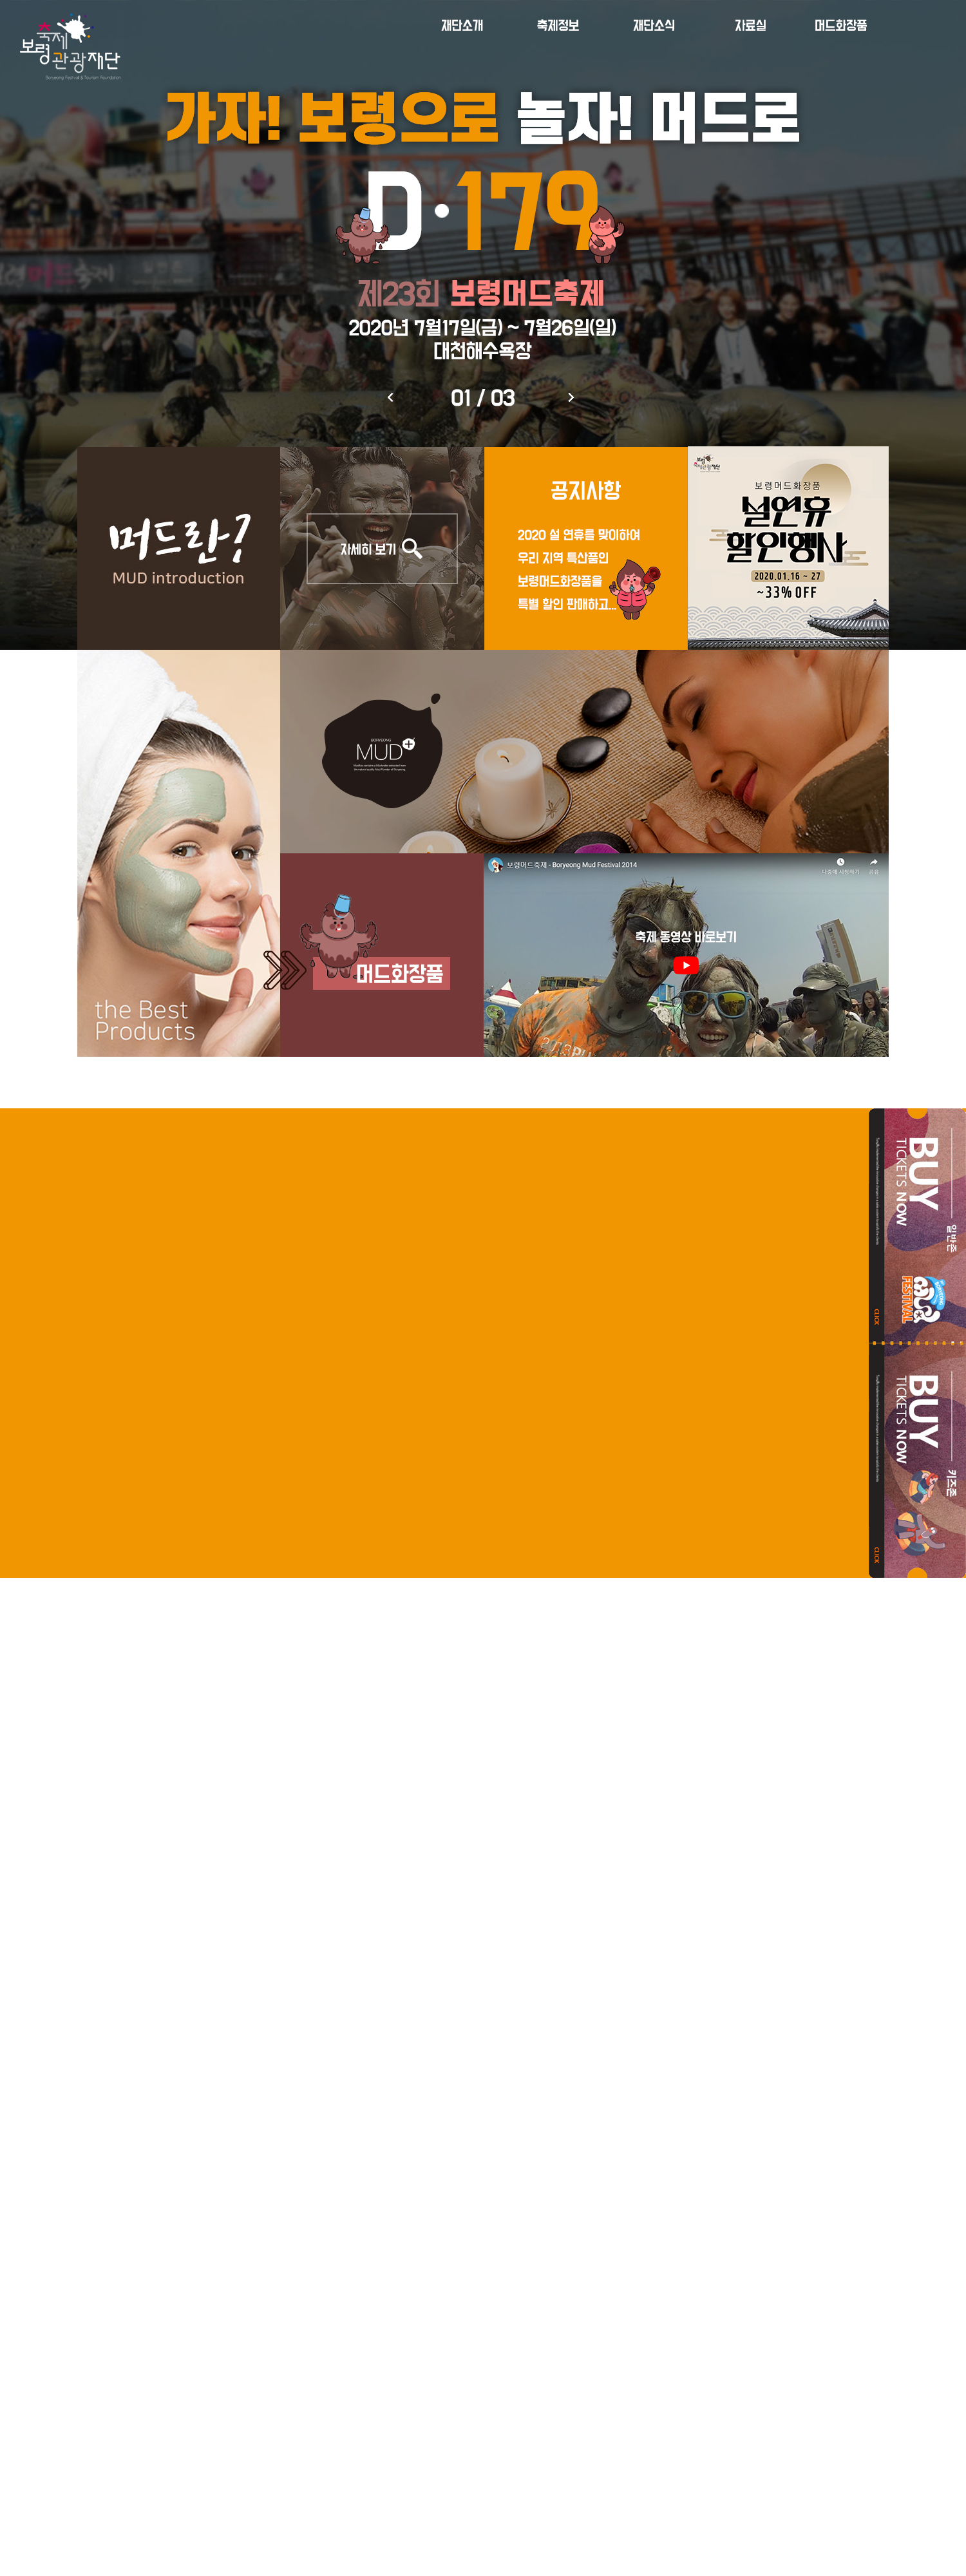 축제
보령
관광재단
Boryeong Festival & Tourism Foundation
재단소개 축제정보 재단소식 자료실 머드화장품
가자! 보령으로 놀자! 머드로
D·179
제23회 보령머드축제
2020년 7월17일(금) ~ 7월26일(일)
대천해수욕장
01 / 03
머드란?
MUD introduction
자세히 보기
공지사항
2020 설 연휴를 맞이하여
우리 지역 특산품인
보령머드화장품을
특별 할인 판매하고...
보령머드화장품
설연휴
할인행사
2020.01.16 ~ 27
~33% OFF
BORYEONG
MUD+
the Best
Products
머드화장품
보령머드축제 - Boryeong Mud Festival 2014
나중에 시청하기
공유
축제 동영상 바로보기
BUY
TICKETS NOW
일반존
FESTIVAL
CLICK
BUY
TICKETS NOW
키즈존
CLICK